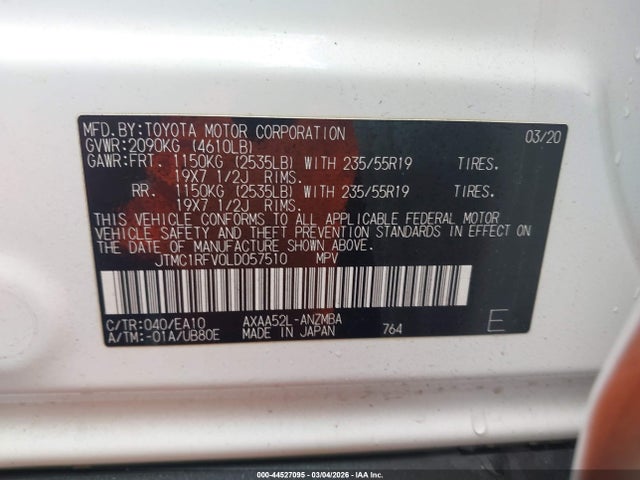 MFD.BY:TOYOTA MOTOR CORPORATION 03/20
GVWR:2090KG (4610LB)
GAWR:FRT. 1150KG (2535LB) WITH 235/55R19 TIRES.
19X7 1/2J RIMS.
RR. 1150KG (2535LB) WITH 235/55R19 TIRES.
19X7 1/2J RIMS.
THIS VEHICLE CONFORMS TO ALL APPLICABLE FEDERAL MOTOR
VEHICLE SAFETY AND THEFT PREVENTION STANDARDS IN EFFECT ON
THE DATE OF MANUFACTURE SHOWN ABOVE.
JTMC1RFV0LD057510 MPV
C/TR:040/EA10 AXAA52L-ANZMBA
A/TM:-01A/UB80E MADE IN JAPAN 764 E
000-44527095 - 03/04/2026 - IAA Inc.